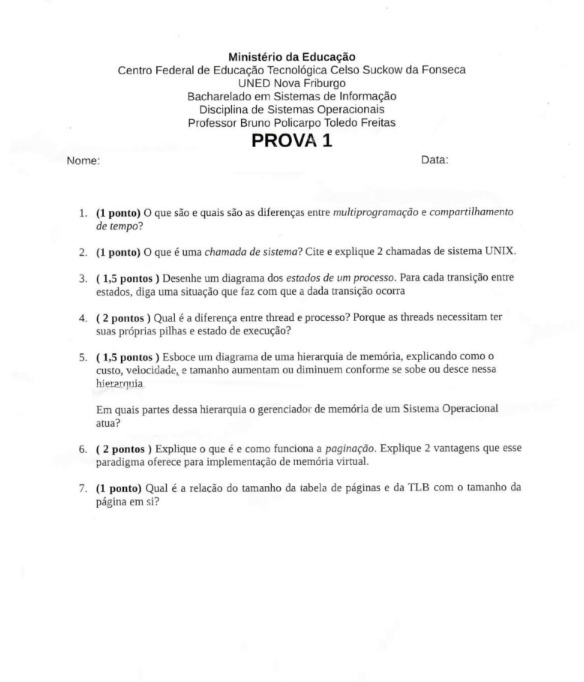 Ministério da Educação
Centro Federal de Educação Tecnológica Celso Suckow da Fonseca
UNED Nova Friburgo
Bacharelado em Sistemas de Informação
Disciplina de Sistemas Operacionais
Professor Bruno Policarpo Toledo Freitas
PROVA 1
Nome: Data:
1. (1 ponto) O que são e quais são as diferenças entre multiprogramação e compartilhamento
de tempo?
2. (1 ponto) O que é uma chamada de sistema? Cite e explique 2 chamadas de sistema UNIX.
3. ( 1,5 pontos ) Desenhe um diagrama dos estados de um processo. Para cada transição entre
estados, diga uma situação que faz com que a dada transição ocorra
4. ( 2 pontos ) Qual é a diferença entre thread e processo? Porque as threads necessitam ter
suas próprias pilhas e estado de execução?
5. ( 1,5 pontos ) Esboce um diagrama de uma hierarquia de memória, explicando como o
custo, velocidade, e tamanho aumentam ou diminuem conforme se sobe ou desce nessa
hierarquia
Em quais partes dessa hierarquia o gerenciador de memória de um Sistema Operacional
atua?
6. ( 2 pontos ) Explique o que é e como funciona a paginação. Explique 2 vantagens que esse
paradigma oferece para implementação de memória virtual.
7. (1 ponto) Qual é a relação do tamanho da tabela de páginas e da TLB com o tamanho da
página em si?